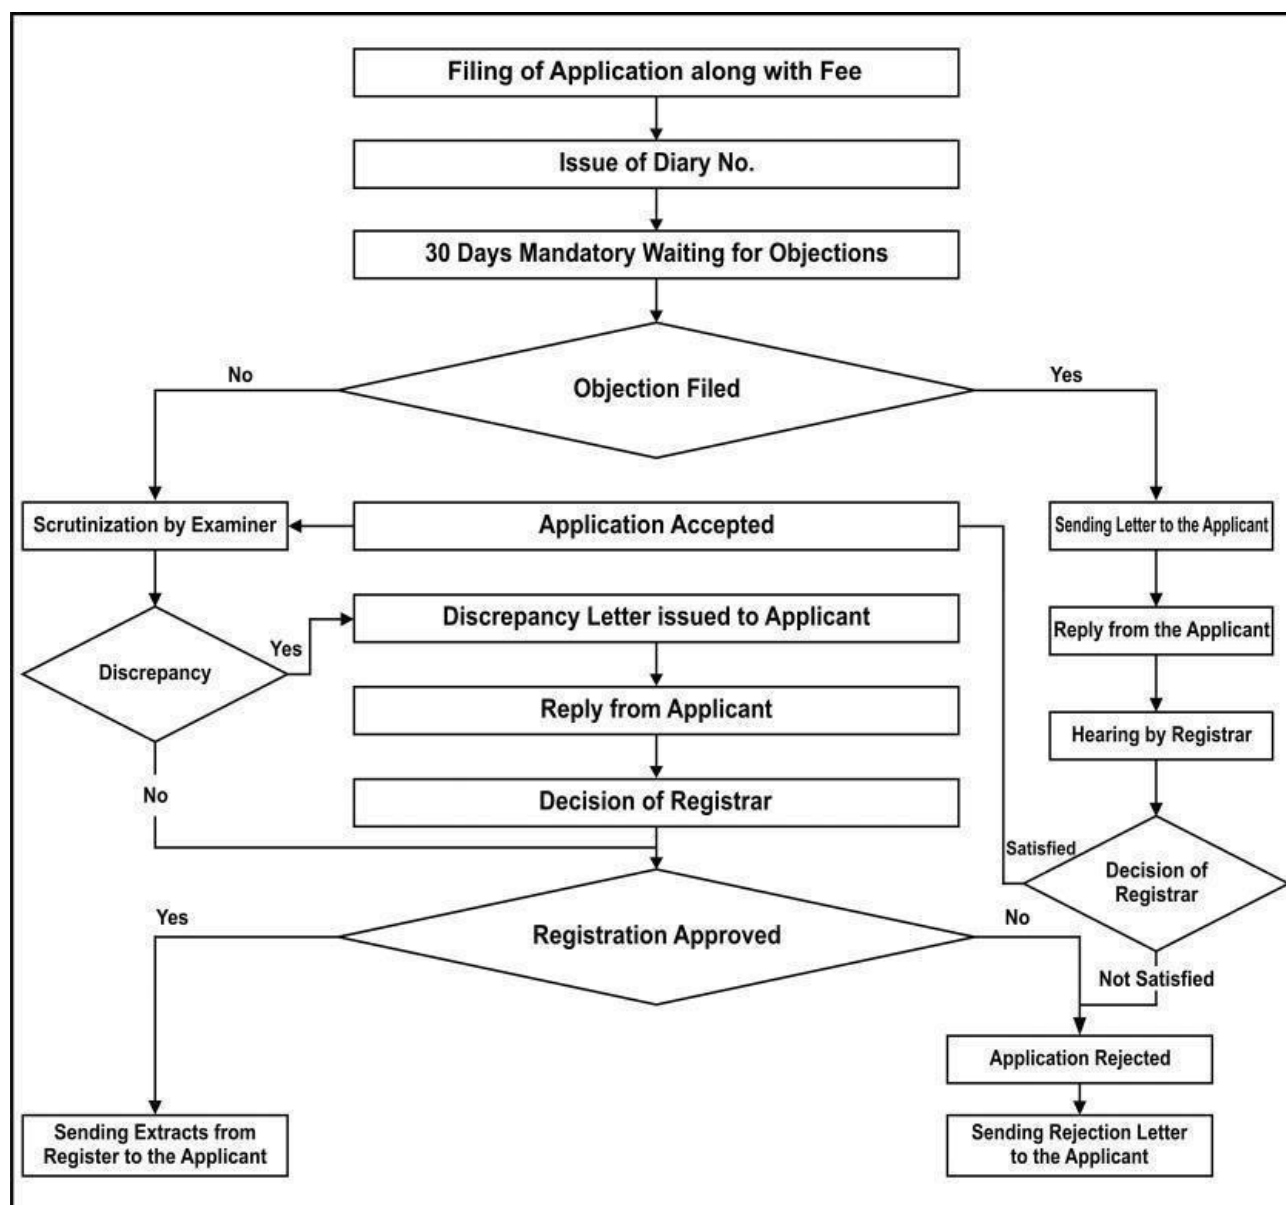 Filing of Application along with Fee
Issue of Diary No.
30 Days Mandatory Waiting for Objections
No
Objection Filed
Yes
Scrutinization by Examiner
Application Accepted
Sending Letter to the Applicant
Discrepancy
Yes
Discrepancy Letter issued to Applicant
Reply from the Applicant
Reply from Applicant
Hearing by Registrar
No
Decision of Registrar
Satisfied
Decision of
Registrar
Yes
Registration Approved
No
Not Satisfied
Application Rejected
Sending Extracts from
Register to the Applicant
Sending Rejection Letter
to the Applicant